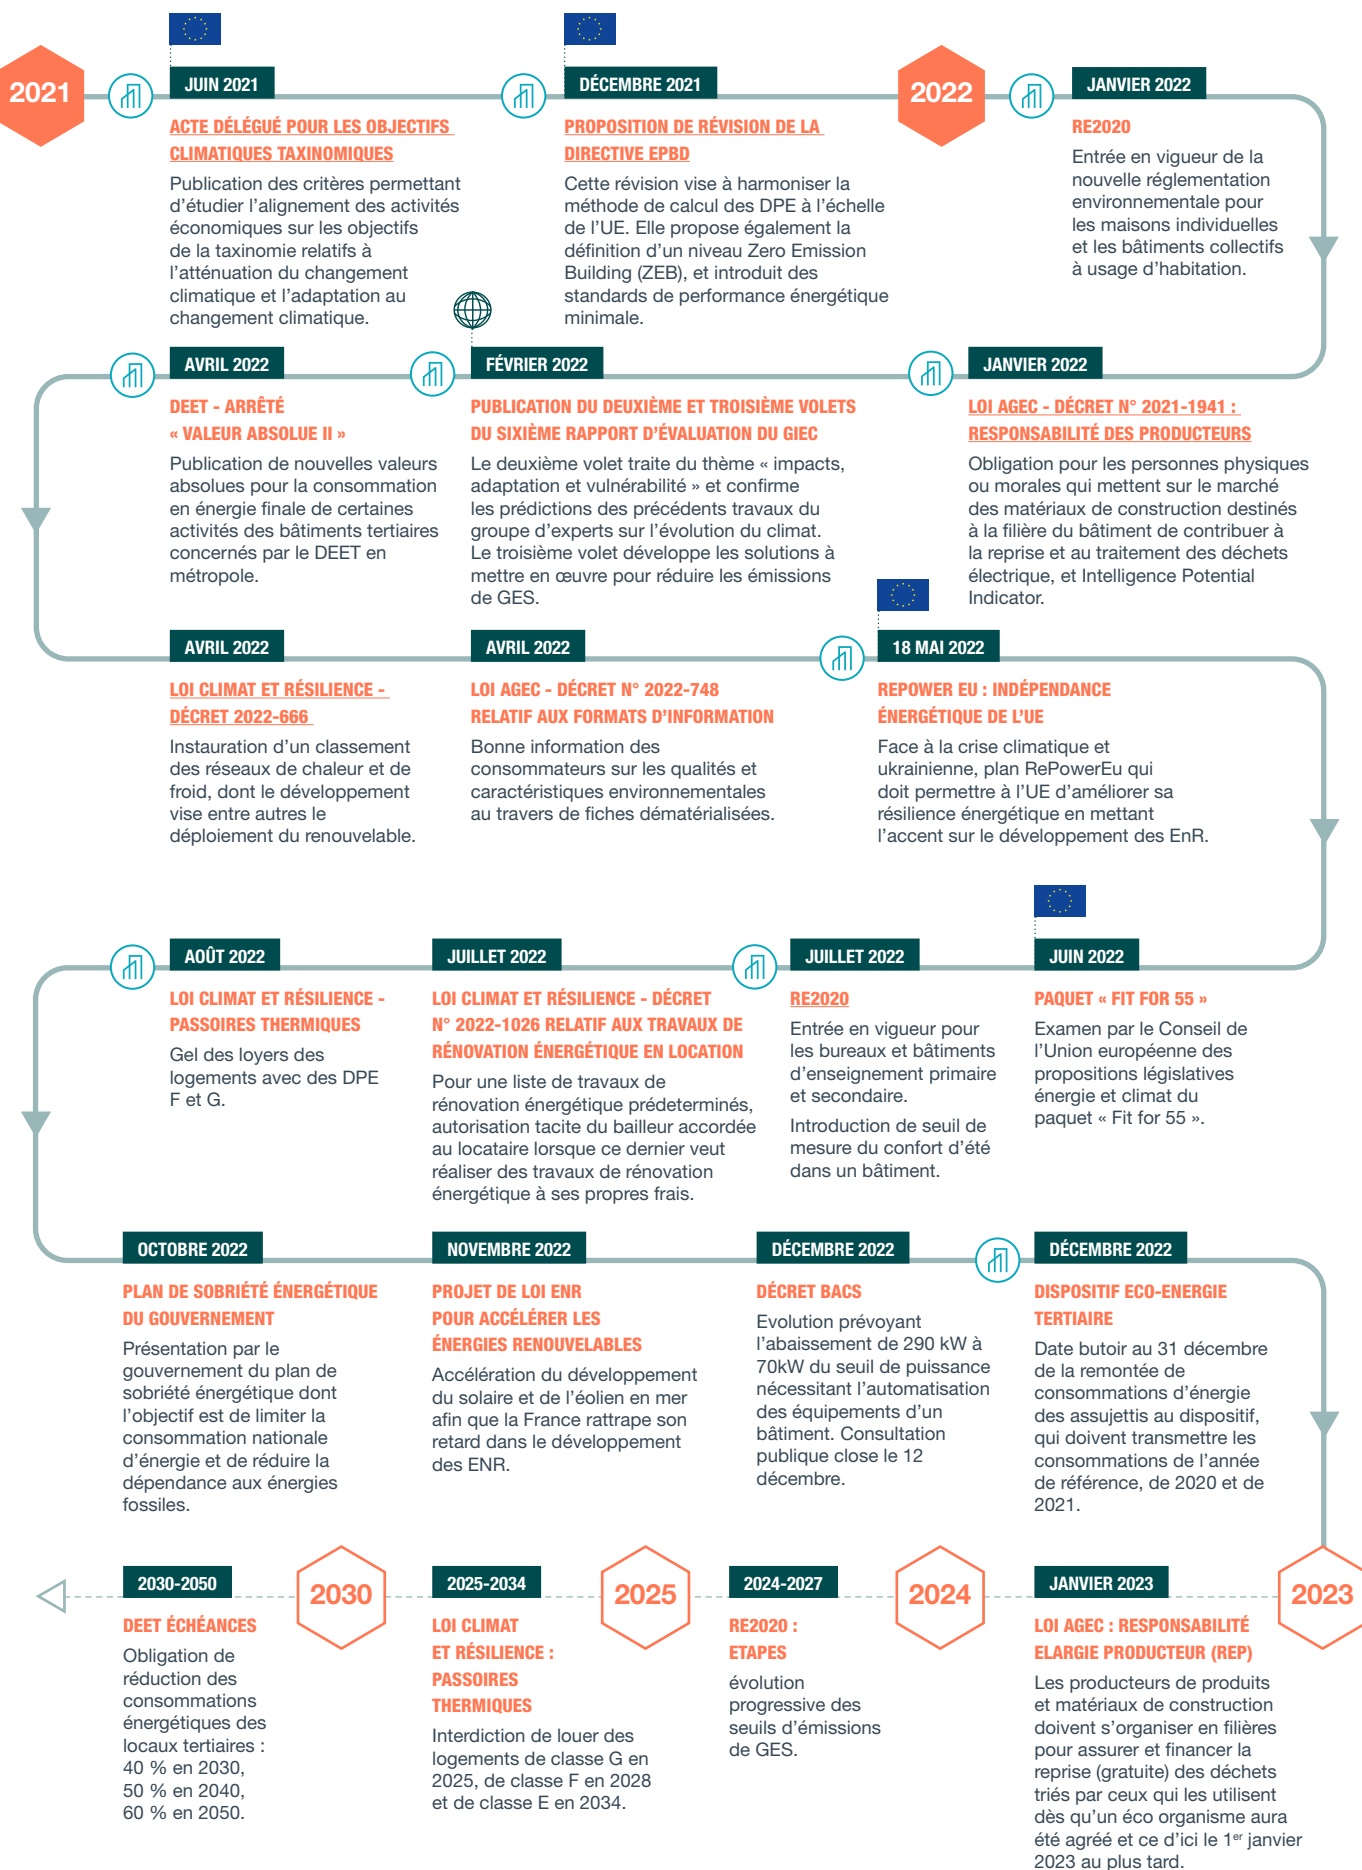 2021
JUIN 2021
ACTE DÉLÉGUÉ POUR LES OBJECTIFS
CLIMATIQUES TAXINOMIQUES
Publication des critères permettant
d’étudier l’alignement des activités
économiques sur les objectifs
de la taxinomie relatifs à
l’atténuation du changement
climatique et l’adaptation au
changement climatique.
DÉCEMBRE 2021
PROPOSITION DE RÉVISION DE LA
DIRECTIVE EPBD
Cette révision vise à harmoniser la
méthode de calcul des DPE à l’échelle
de l’UE. Elle propose également la
définition d’un niveau Zero Emission
Building (ZEB), et introduit des
standards de performance énergétique
minimale.
2022
JANVIER 2022
RE2020
Entrée en vigueur de la
nouvelle réglementation
environnementale pour
les maisons individuelles
et les bâtiments collectifs
à usage d’habitation.
JANVIER 2022
LOI AGEC - DÉCRET N° 2021-1941 :
RESPONSABILITÉ DES PRODUCTEURS
Obligation pour les personnes physiques
ou morales qui mettent sur le marché
des matériaux de construction destinés
à la filière du bâtiment de contribuer à
la reprise et au traitement des déchets
électrique, et Intelligence Potential
Indicator.
FÉVRIER 2022
PUBLICATION DU DEUXIÈME ET TROISIÈME VOLETS
DU SIXIÈME RAPPORT D’ÉVALUATION DU GIEC
Le deuxième volet traite du thème « impacts,
adaptation et vulnérabilité » et confirme
les prédictions des précédents travaux du
groupe d’experts sur l’évolution du climat.
Le troisième volet développe les solutions à
mettre en œuvre pour réduire les émissions
de GES.
AVRIL 2022
DEET - ARRÊTÉ
« VALEUR ABSOLUE II »
Publication de nouvelles valeurs
absolues pour la consommation
en énergie finale de certaines
activités des bâtiments tertiaires
concernés par le DEET en
métropole.
AVRIL 2022
LOI CLIMAT ET RÉSILIENCE -
DÉCRET 2022-666
Instauration d’un classement
des réseaux de chaleur et de
froid, dont le développement
vise entre autres le
déploiement du renouvelable.
AVRIL 2022
LOI AGEC - DÉCRET N° 2022-748
RELATIF AUX FORMATS D’INFORMATION
Bonne information des
consommateurs sur les qualités et
caractéristiques environnementales
au travers de fiches dématérialisées.
18 MAI 2022
REPOWER EU : INDÉPENDANCE
ÉNERGÉTIQUE DE L’UE
Face à la crise climatique et
ukrainienne, plan RePowerEu qui
doit permettre à l’UE d’améliorer sa
résilience énergétique en mettant
l’accent sur le développement des EnR.
JUIN 2022
PAQUET « FIT FOR 55 »
Examen par le Conseil de
l’Union européenne des
propositions législatives
énergie et climat du
paquet « Fit for 55 ».
JUILLET 2022
RE2020
Entrée en vigueur pour
les bureaux et bâtiments
d’enseignement primaire
et secondaire.
Introduction de seuil de
mesure du confort d’été
dans un bâtiment.
JUILLET 2022
LOI CLIMAT ET RÉSILIENCE - DÉCRET
N° 2022-1026 RELATIF AUX TRAVAUX DE
RÉNOVATION ÉNERGÉTIQUE EN LOCATION
Pour une liste de travaux de
rénovation énergétique prédeterminés,
autorisation tacite du bailleur accordée
au locataire lorsque ce dernier veut
réaliser des travaux de rénovation
énergétique à ses propres frais.
AOÛT 2022
LOI CLIMAT ET RÉSILIENCE -
PASSOIRES THERMIQUES
Gel des loyers des
logements avec des DPE
F et G.
OCTOBRE 2022
PLAN DE SOBRIÉTÉ ÉNERGÉTIQUE
DU GOUVERNEMENT
Présentation par le
gouvernement du plan de
sobriété énergétique dont
l’objectif est de limiter la
consommation nationale
d’énergie et de réduire la
dépendance aux énergies
fossiles.
NOVEMBRE 2022
PROJET DE LOI ENR
POUR ACCÉLÉRER LES
ÉNERGIES RENOUVELABLES
Accélération du développement
du solaire et de l’éolien en mer
afin que la France rattrape son
retard dans le développement
des ENR.
DÉCEMBRE 2022
DÉCRET BACS
Evolution prévoyant
l’abaissement de 290 kW à
70kW du seuil de puissance
nécessitant l’automatisation
des équipements d’un
bâtiment. Consultation
publique close le 12
décembre.
DÉCEMBRE 2022
DISPOSITIF ECO-ENERGIE
TERTIAIRE
Date butoir au 31 décembre
de la remontée de
consommations d’énergie
des assujettis au dispositif,
qui doivent transmettre les
consommations de l’année
de référence, de 2020 et de
2021.
2023
JANVIER 2023
LOI AGEC : RESPONSABILITÉ
ELARGIE PRODUCTEUR (REP)
Les producteurs de produits
et matériaux de construction
doivent s’organiser en filières
pour assurer et financer la
reprise (gratuite) des déchets
triés par ceux qui les utilisent
dès qu’un éco organisme aura
été agréé et ce d’ici le 1er janvier
2023 au plus tard.
2024
2024-2027
RE2020 :
ETAPES
évolution
progressive des
seuils d’émissions
de GES.
2025
2025-2034
LOI CLIMAT
ET RÉSILIENCE :
PASSOIRES
THERMIQUES
Interdiction de louer des
logements de classe G en
2025, de classe F en 2028
et de classe E en 2034.
2030
2030-2050
DEET ÉCHÉANCES
Obligation de
réduction des
consommations
énergétiques des
locaux tertiaires :
40 % en 2030,
50 % en 2040,
60 % en 2050.